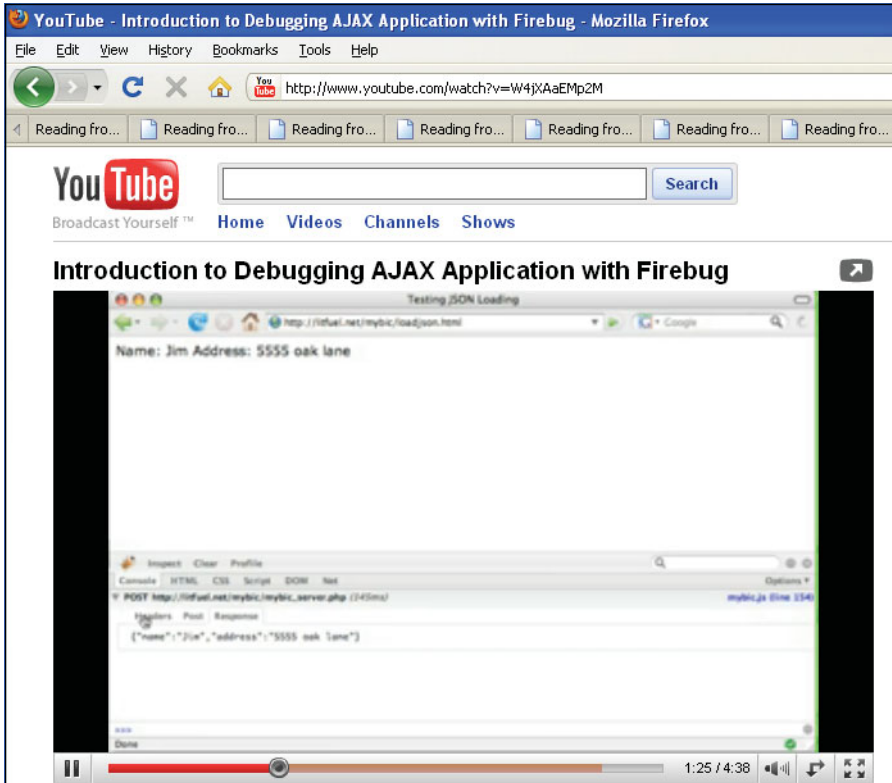 YouTube - Introduction to Debugging AJAX Application with Firebug - Mozilla Firefox
File Edit View History Bookmarks Tools Help
You Tube http://www.youtube.com/watch?v=W4jXAaEMp2M
Reading fro... Reading fro... Reading fro... Reading fro... Reading fro... Reading fro... Reading fro...
You Tube Search
Broadcast Yourself ™ Home Videos Channels Shows
Introduction to Debugging AJAX Application with Firebug
Testing JSON Loading
http://litfuel.net/mybic/loadjson.html G Google
Name: Jim Address: 5555 oak lane
Inspect Clear Profile
Console HTML CSS Script DOM Net Options
POST http://litfuel.net/mybic/mybic_server.php (245ms) mybic.js (line 154)
Headers Post Response
{"name":"Jim","address":"5555 oak lane"}
>>>
Done
1:25 / 4:38